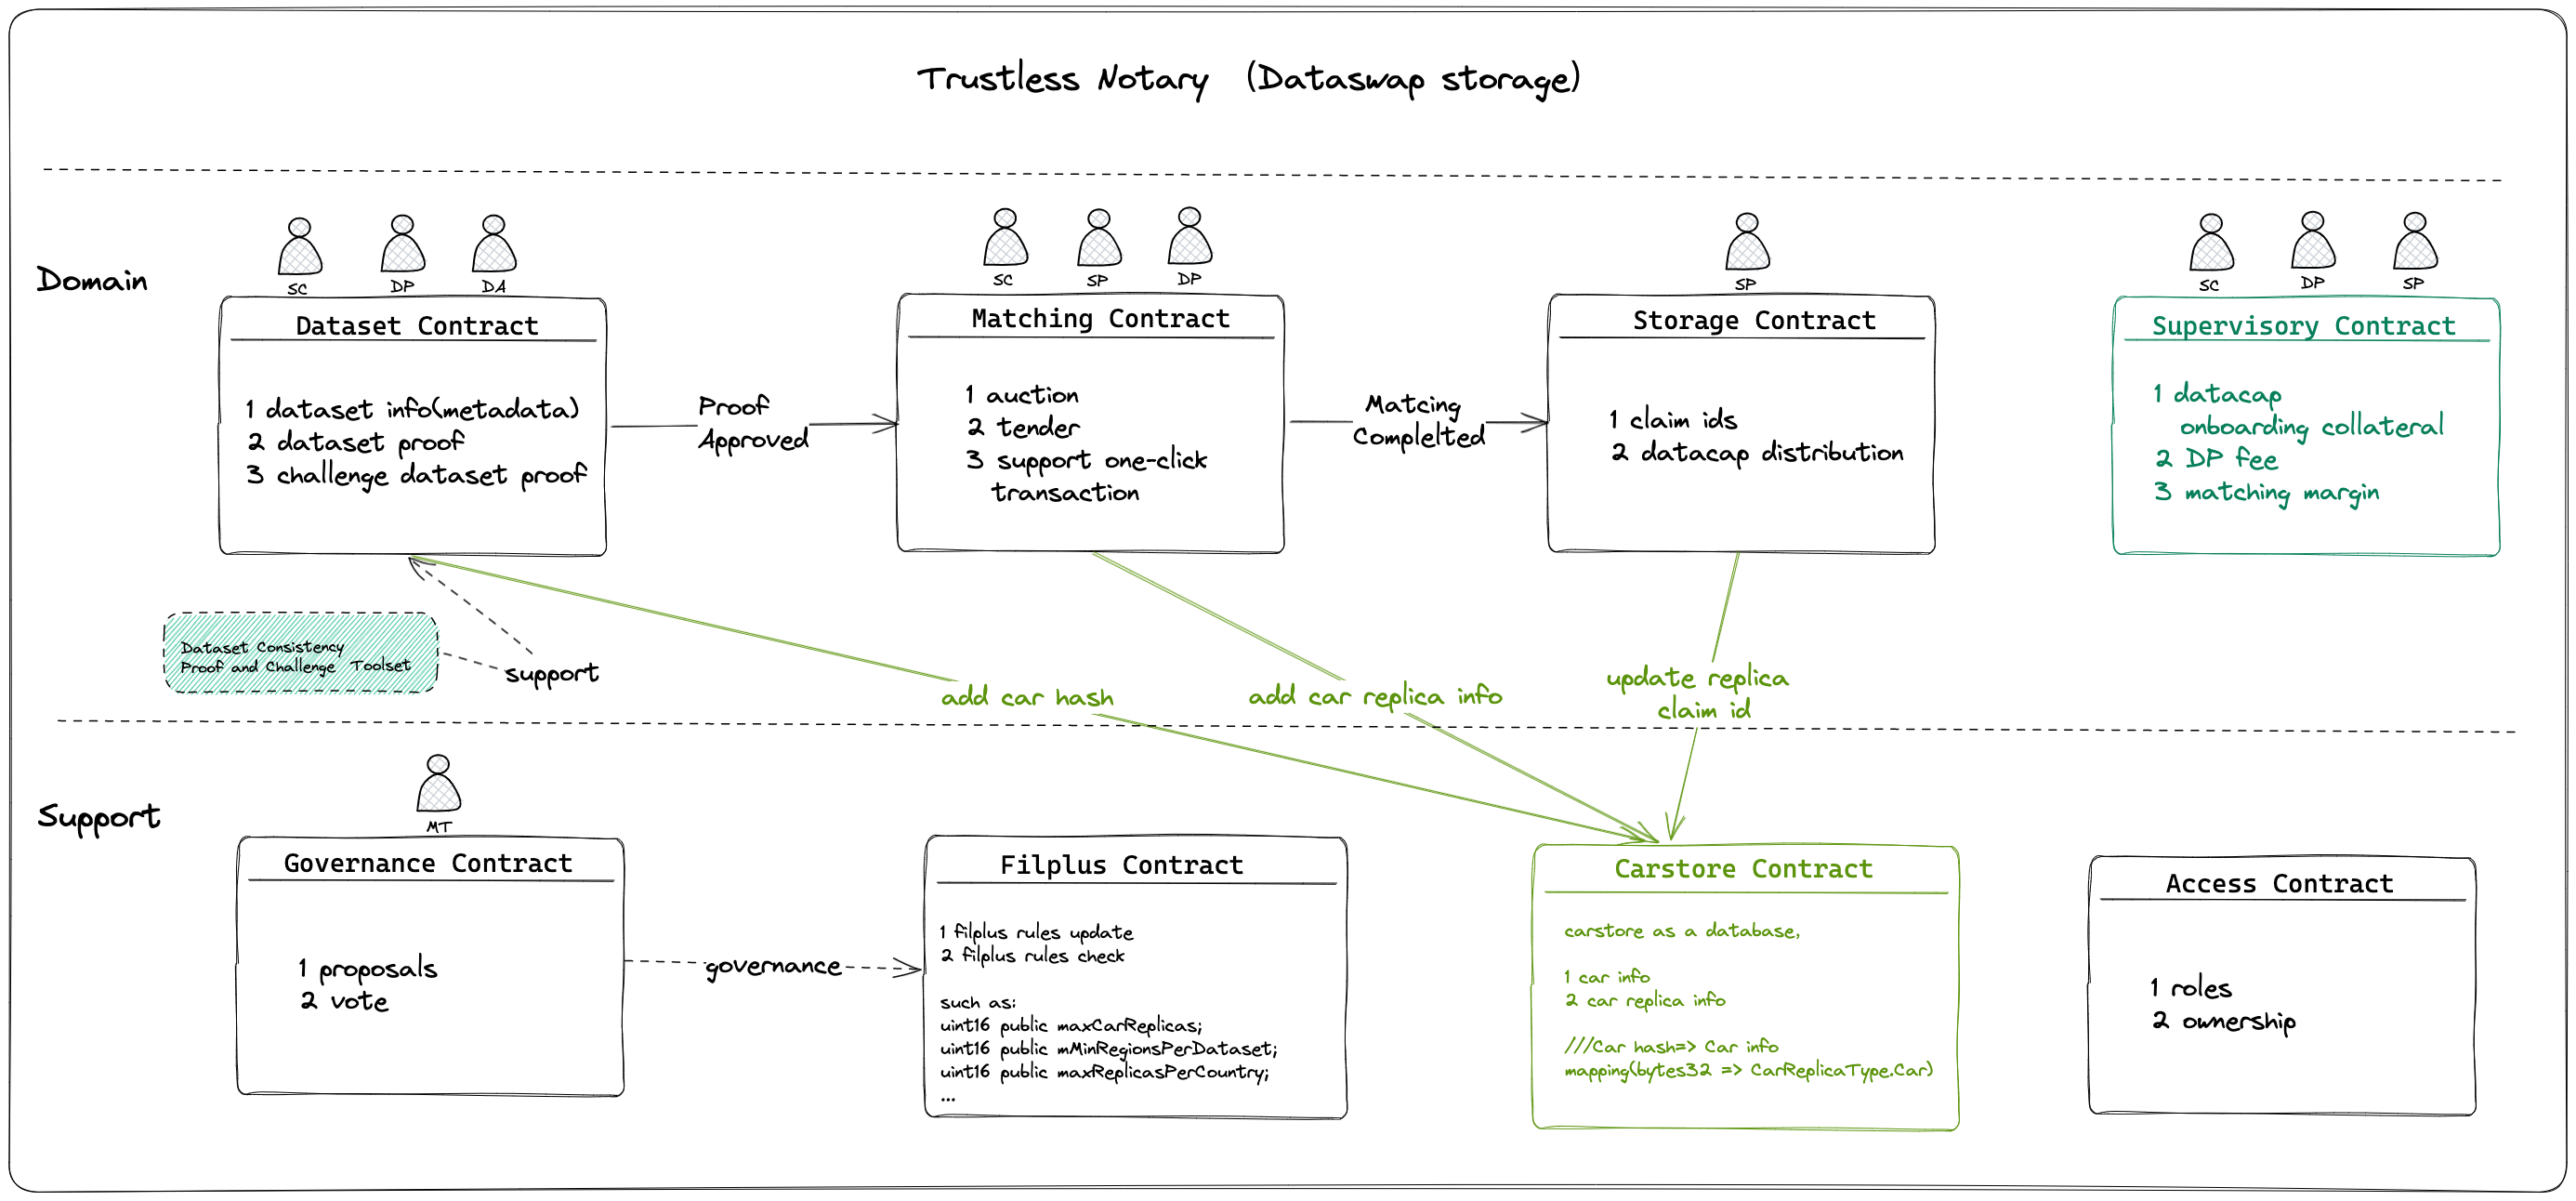 Trustless Notary (Dataswap storage)
Domain
SC DP DA
Dataset Contract
1 dataset info(metadata)
2 dataset proof
3 challenge dataset proof
Proof
Approved
SC SP DP
Matching Contract
1 auction
2 tender
3 support one-click
transaction
Matcing
Complelted
SP
Storage Contract
1 claim ids
2 datacap distribution
SC DP SP
Supervisory Contract
1 datacap
onboarding collateral
2 DP fee
3 matching margin
Dataset Consistency
Proof and Challenge Toolset
support
add car hash
add car replica info
update replica
claim id
Support
MT
Governance Contract
1 proposals
2 vote
governance
Filplus Contract
1 filplus rules update
2 filplus rules check
such as:
uint16 public maxCarReplicas;
uint16 public mMinRegionsPerDataset;
uint16 public maxReplicasPerCountry;
...
Carstore Contract
carstore as a database,
1 car info
2 car replica info
///Car hash=> Car info
mapping(bytes32 => CarReplicaType.Car)
Access Contract
1 roles
2 ownership